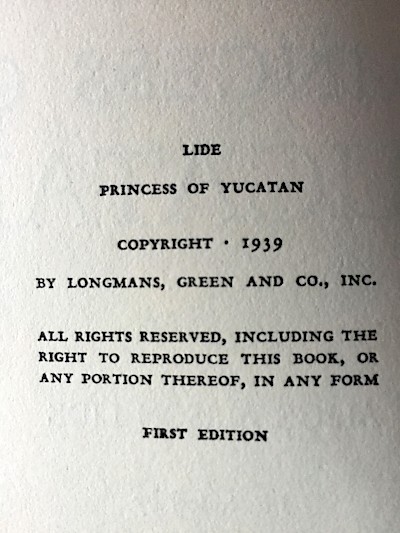 LIDE
PRINCESS OF YUCATAN
COPYRIGHT · 1939
BY LONGMANS, GREEN AND CO., INC.
ALL RIGHTS RESERVED, INCLUDING THE
RIGHT TO REPRODUCE THIS BOOK, OR
ANY PORTION THEREOF, IN ANY FORM
FIRST EDITION